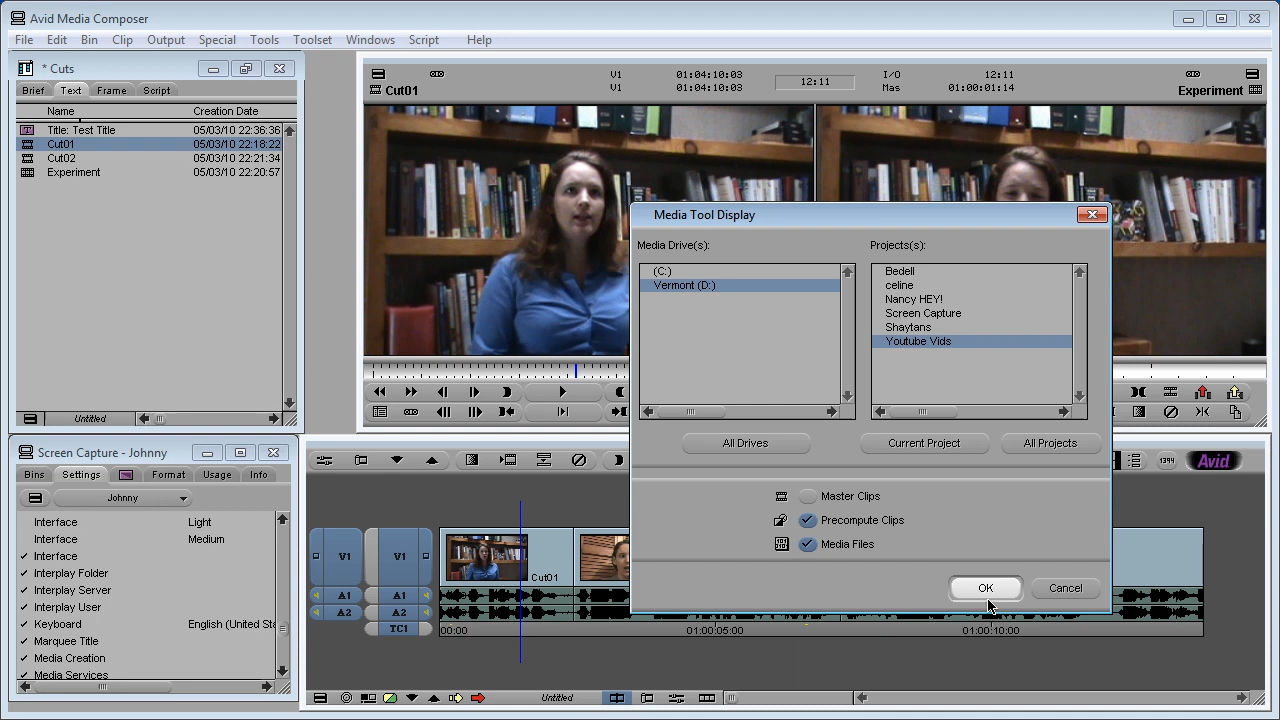 Avid Media Composer
File Edit Bin Clip Output Special Tools Toolset Windows Script Help
* Cuts
Brief Text Frame Script
Name Creation Date
Title: Test Title 05/03/10 22:36:36
Cut01 05/03/10 22:18:22
Cut02 05/03/10 22:21:34
Experiment 05/03/10 22:20:57
Untitled
V1 01:04:10:03 12:11 I/O 12:11
V1 01:04:10:03 Mas 01:00:01:14
Cut01 Experiment
Media Tool Display
Media Drive(s): Projects(s):
(C:)
Vermont (D:)
Bedell
celine
Nancy HEY!
Screen Capture
Shaytans
Youtube Vids
All Drives Current Project All Projects
Master Clips
Precompute Clips
Media Files
OK Cancel
Screen Capture - Johnny
Bins Settings Format Usage Info
Johnny
Interface Light
Interface Medium
Interface
Interplay Folder
Interplay Server
Interplay User
Keyboard English (United St
Marquee Title
Media Creation
Media Services
1394 Avid
V1 V1
Cut01
A1 A1
A2 A2
TC1 00:00 01:00:05:00 01:00:10:00
Untitled